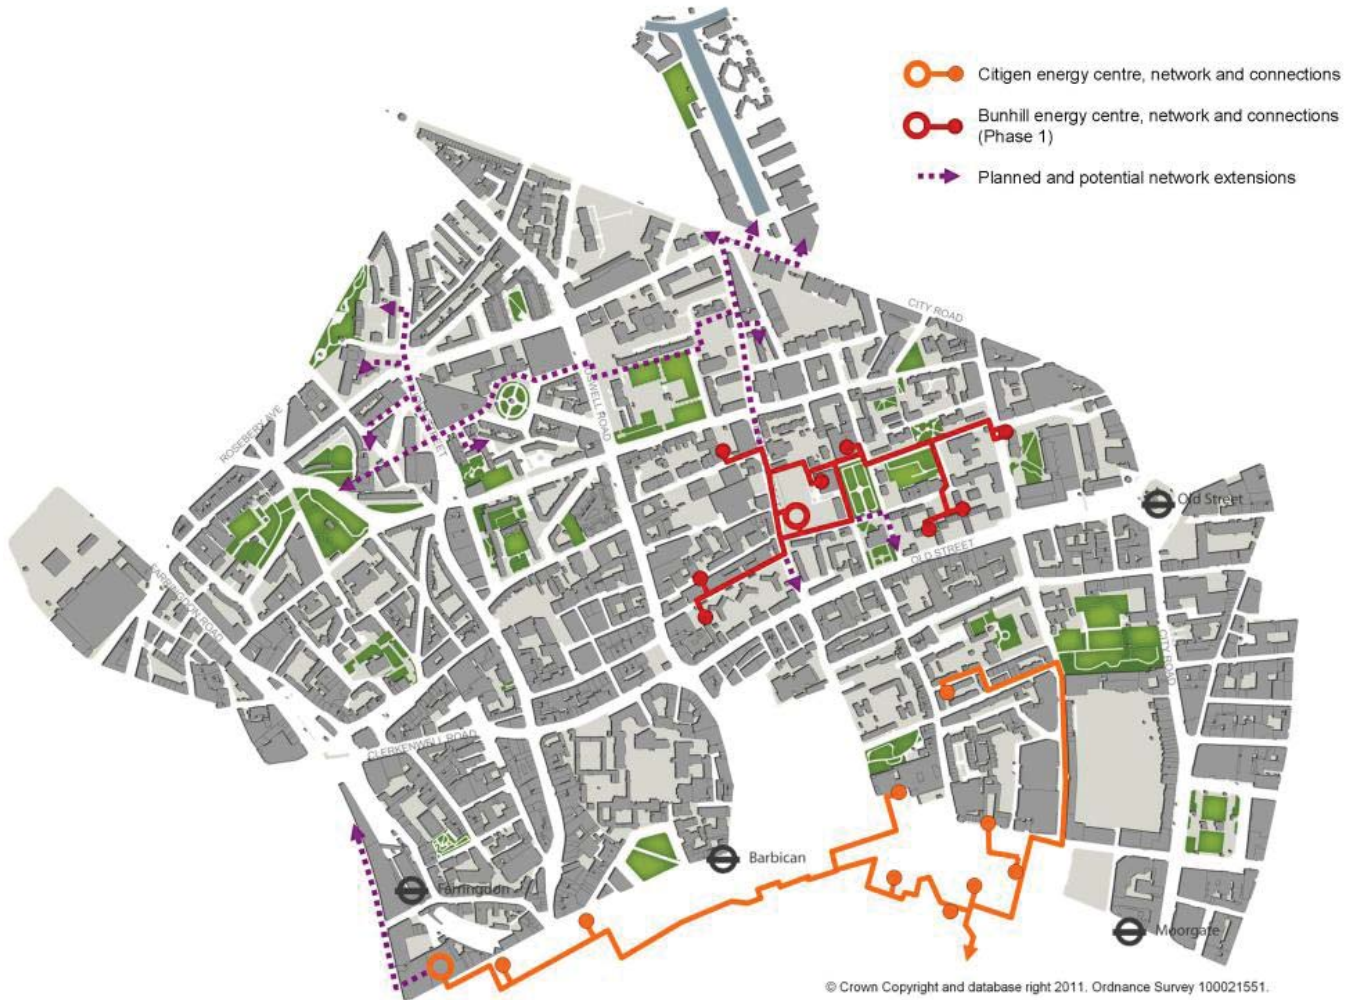 Citigen energy centre, network and connections
Bunhill energy centre, network and connections
(Phase 1)
Planned and potential network extensions
CITY ROAD
ROSEBERY AVE
Old Street
OLD STREET
FARRINGDON ROAD
CITY ROAD
CLERKENWELL ROAD
Barbican
Farringdon
Moorgate
© Crown Copyright and database right 2011. Ordnance Survey 100021551.